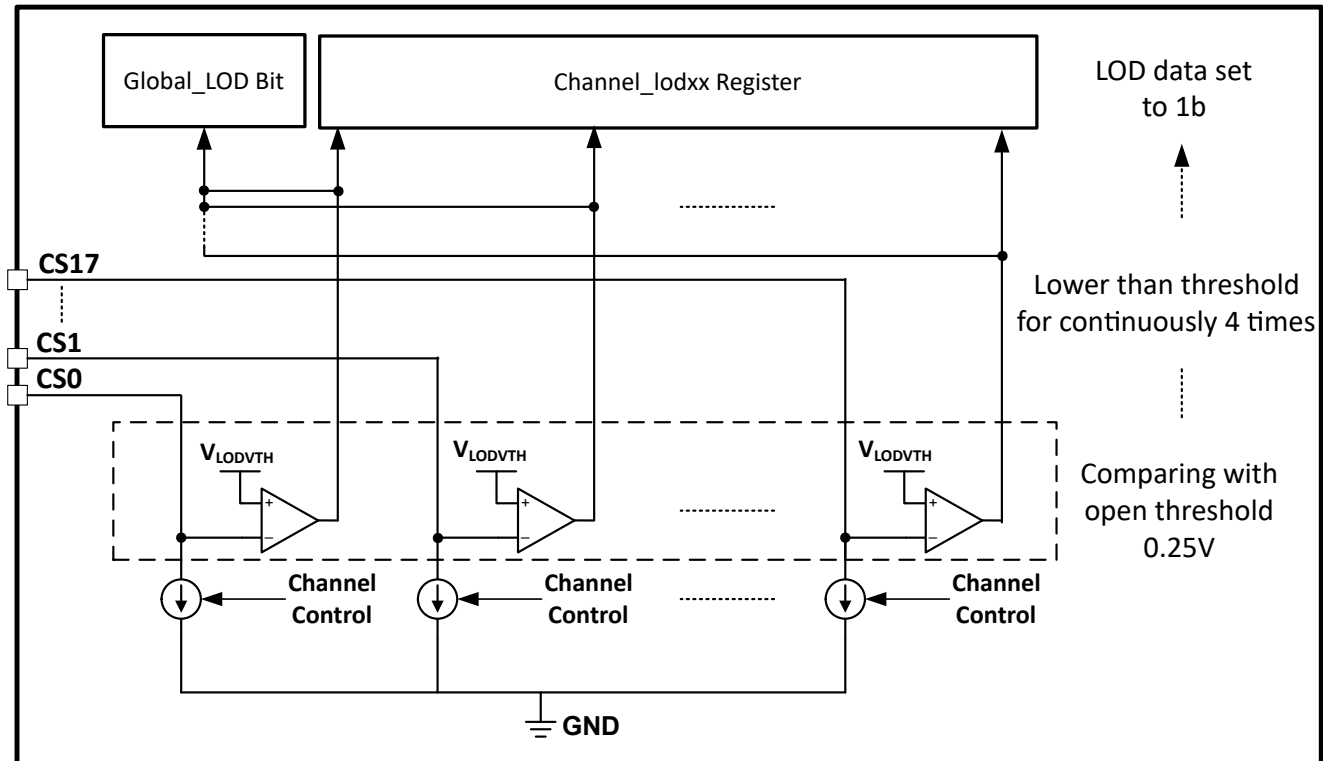 Global_LOD Bit
Channel_lodxx Register
LOD data set
to 1b
CS17
Lower than threshold
for continuously 4 times
CS1
CS0
VLODVTH
VLODVTH
VLODVTH
+
+
+
Comparing with
open threshold
0.25V
−
−
−
Channel
Control
Channel
Control
Channel
Control
GND